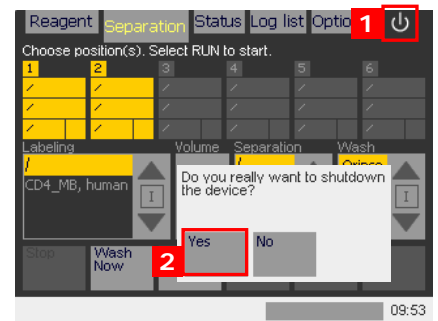 Reagent Separation Status Log list Optio 1
Choose position(s). Select RUN to start.
1 2 3 4 5 6
/ / / / / /
/ / / / / /
/ / / / / /
Labeling Volume Separation Wash
/ /
CD4_MB, human
I I
Do you really want to shutdown
the device?
Yes No
2
Stop Wash
Now
09:53